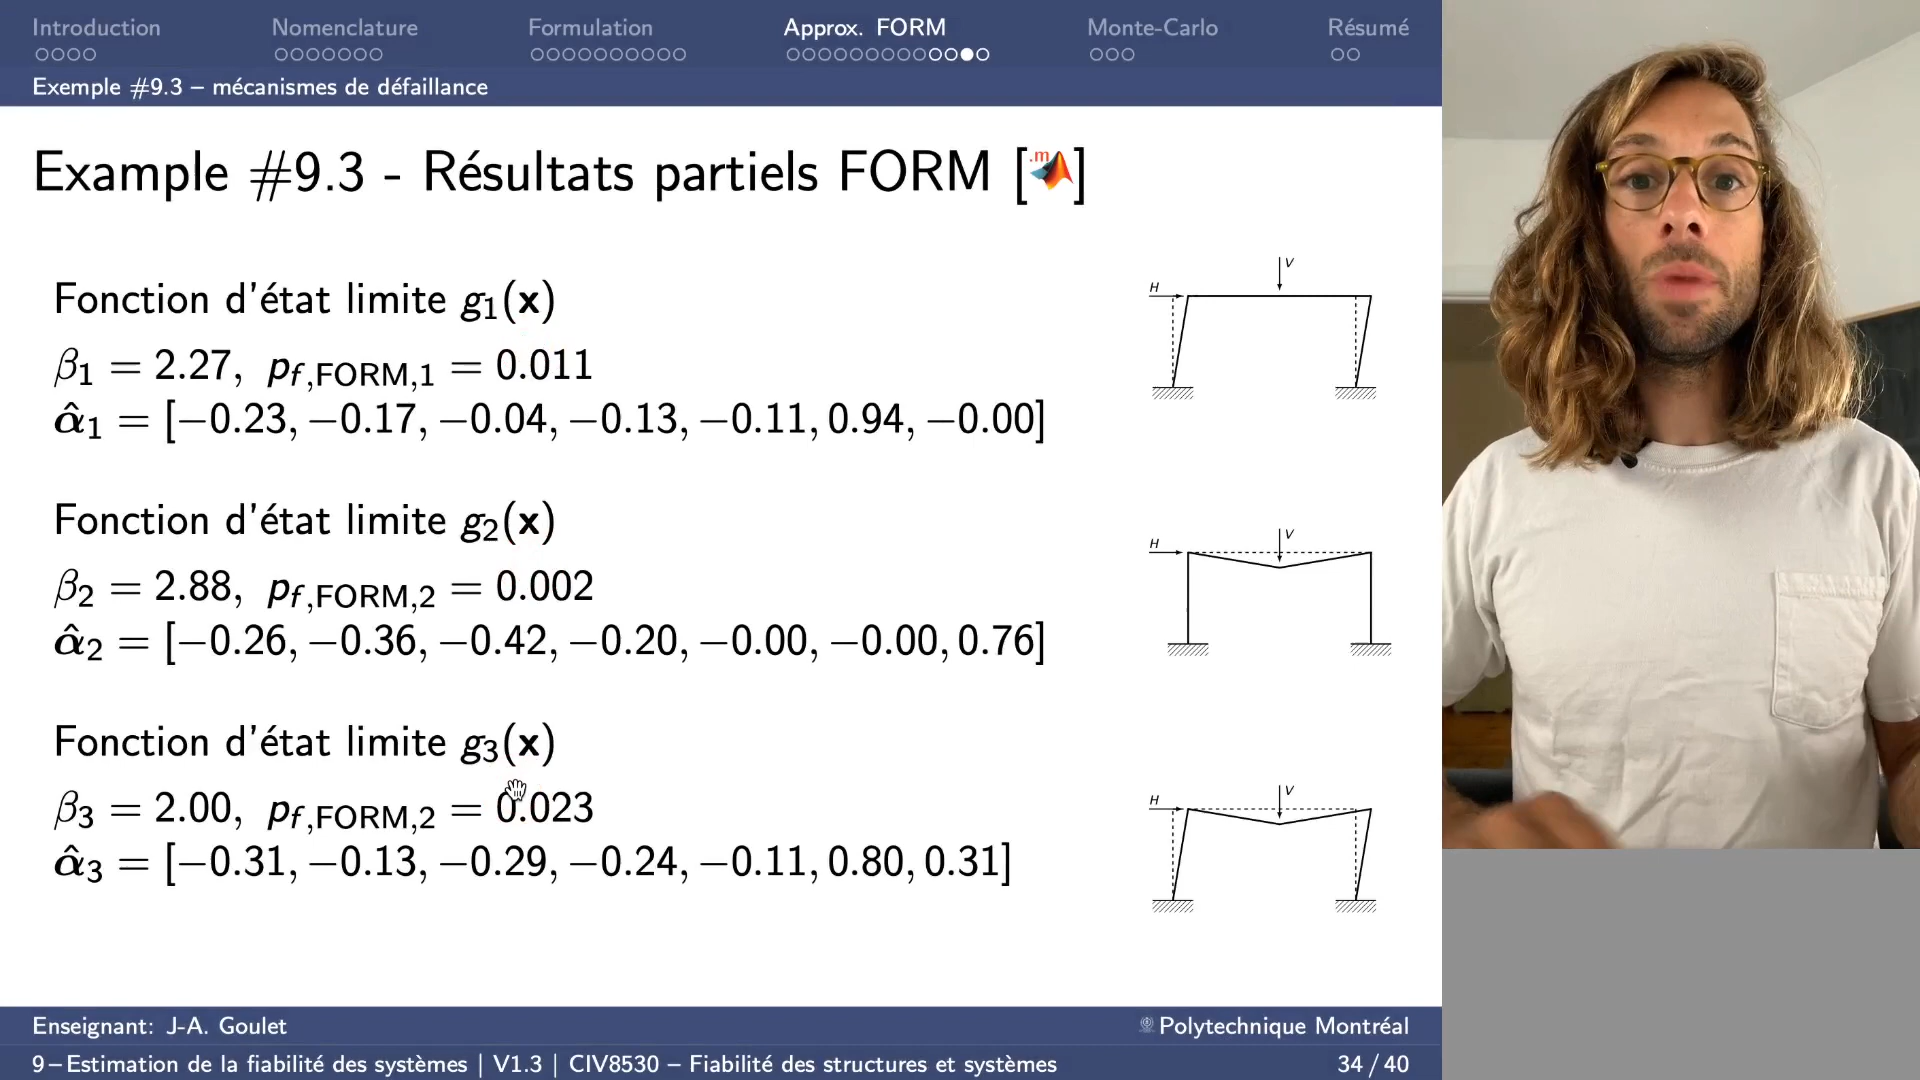 Introduction Nomenclature Formulation Approx. FORM Monte-Carlo Résumé
Exemple #9.3 – mécanismes de défaillance
Example #9.3 - Résultats partiels FORM [.m]
Fonction d'état limite g₁(x)
β₁ = 2.27, p_f,FORM,1 = 0.011
α̂₁ = [−0.23, −0.17, −0.04, −0.13, −0.11, 0.94, −0.00]
V
H
Fonction d'état limite g₂(x)
β₂ = 2.88, p_f,FORM,2 = 0.002
α̂₂ = [−0.26, −0.36, −0.42, −0.20, −0.00, −0.00, 0.76]
V
H
Fonction d'état limite g₃(x)
β₃ = 2.00, p_f,FORM,2 = 0.023
α̂₃ = [−0.31, −0.13, −0.29, −0.24, −0.11, 0.80, 0.31]
V
H
Enseignant: J-A. Goulet Polytechnique Montréal
9 – Estimation de la fiabilité des systèmes | V1.3 | CIV8530 – Fiabilité des structures et systèmes 34 / 40